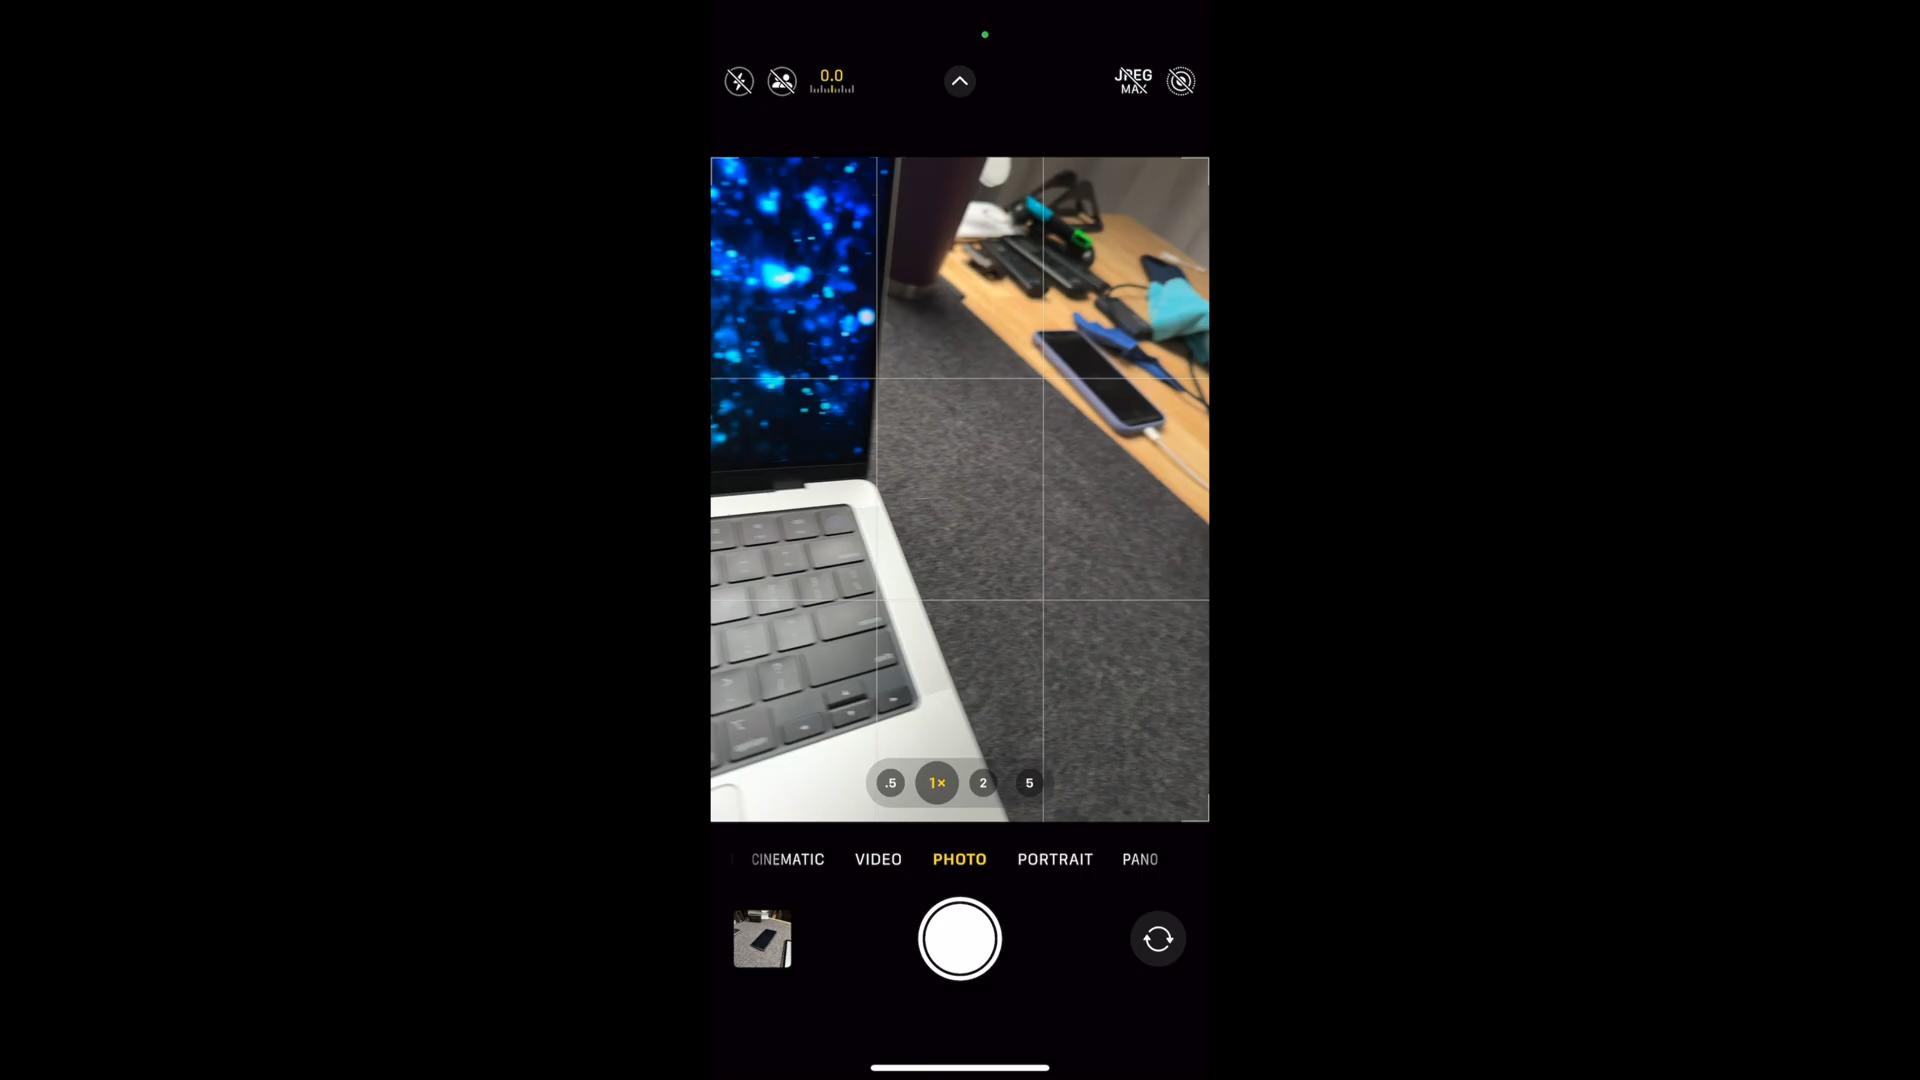 0.0
JPEG
MAX
.5 1× 2 5
CINEMATIC VIDEO PHOTO PORTRAIT PANO